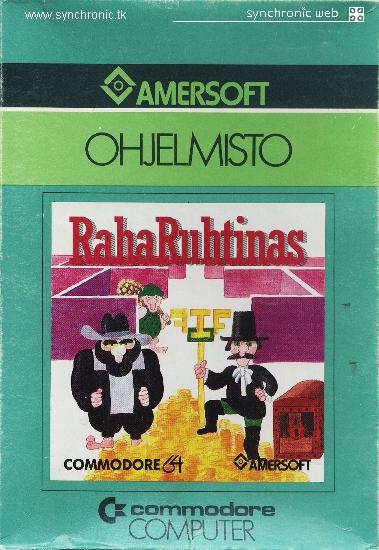 www.synchronic.tk
synchronic web
AMERSOFT
OHJELMISTO
RahaRuhtinas
COMMODORE 64
AMERSOFT
commodore
COMPUTER